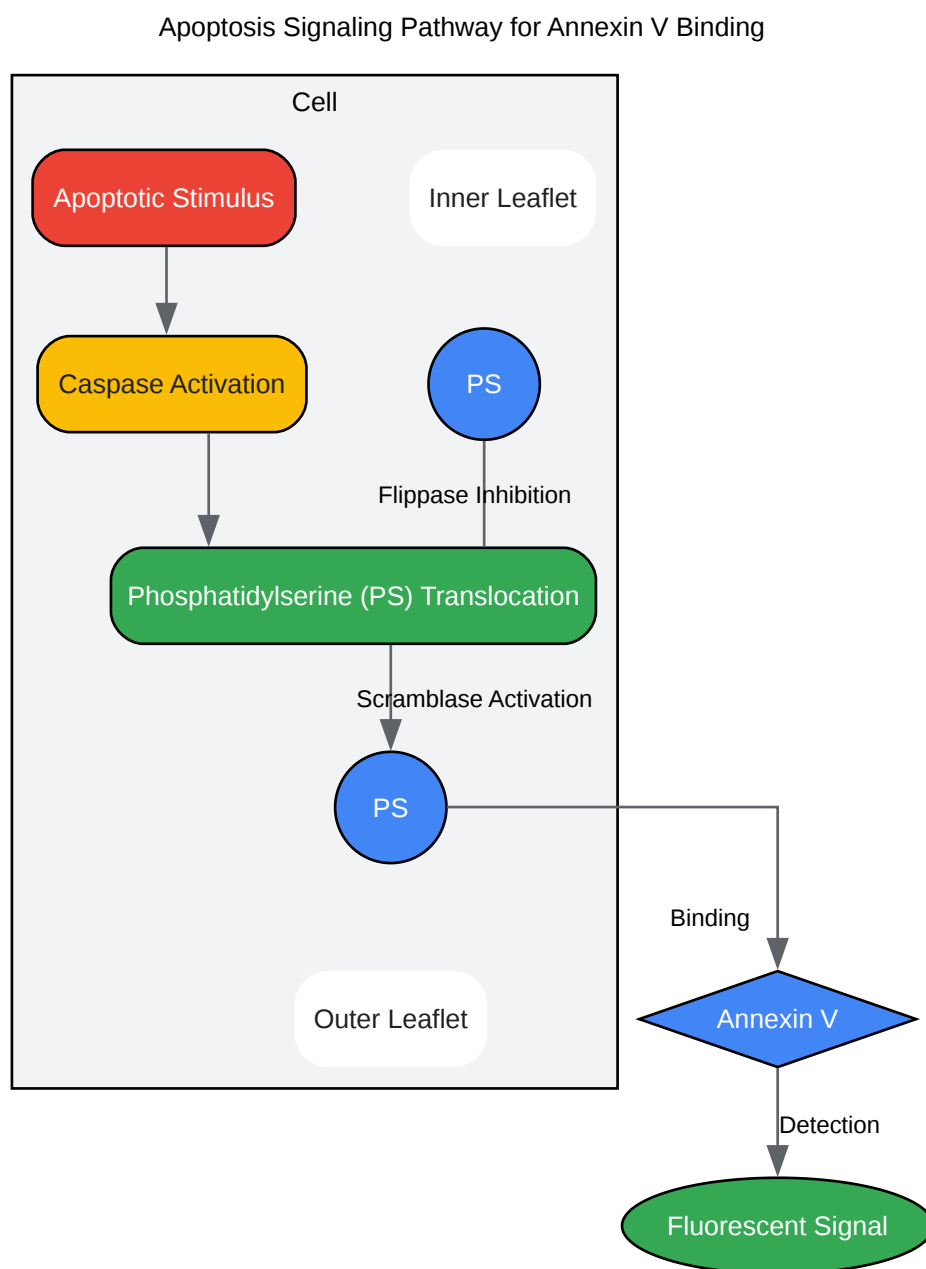 Apoptosis Signaling Pathway for Annexin V Binding
Cell
Apoptotic Stimulus
Inner Leaflet
Caspase Activation
PS
Flippase Inhibition
Phosphatidylserine (PS) Translocation
Scramblase Activation
PS
Binding
Outer Leaflet
Annexin V
Detection
Fluorescent Signal